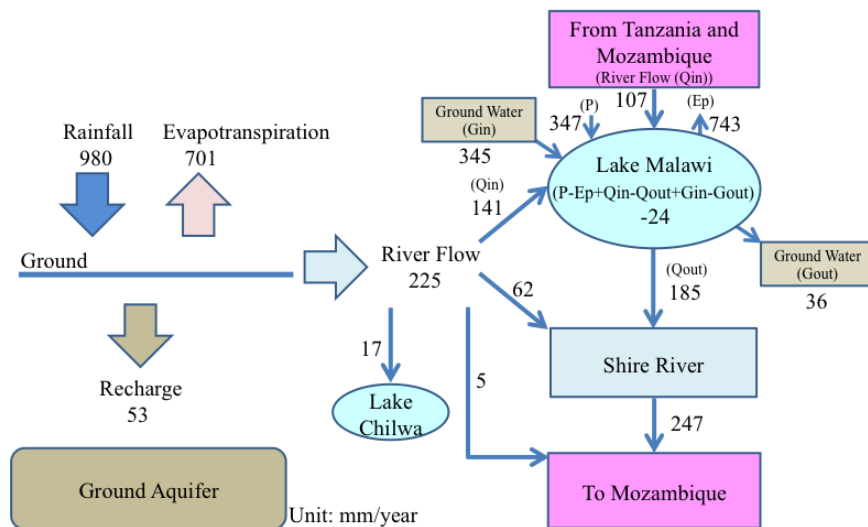 From Tanzania and
Mozambique
(River Flow (Qin))
107
(P)
347
(Ep)
743
Ground Water
(Gin)
345
Rainfall
980
Evapotranspiration
701
Lake Malawi
(P-Ep+Qin-Qout+Gin-Gout)
-24
(Qin)
141
Ground
River Flow
225
Ground Water
(Gout)
36
(Qout)
185
62
17
5
Shire River
Recharge
53
Lake
Chilwa
247
Ground Aquifer
To Mozambique
Unit: mm/year